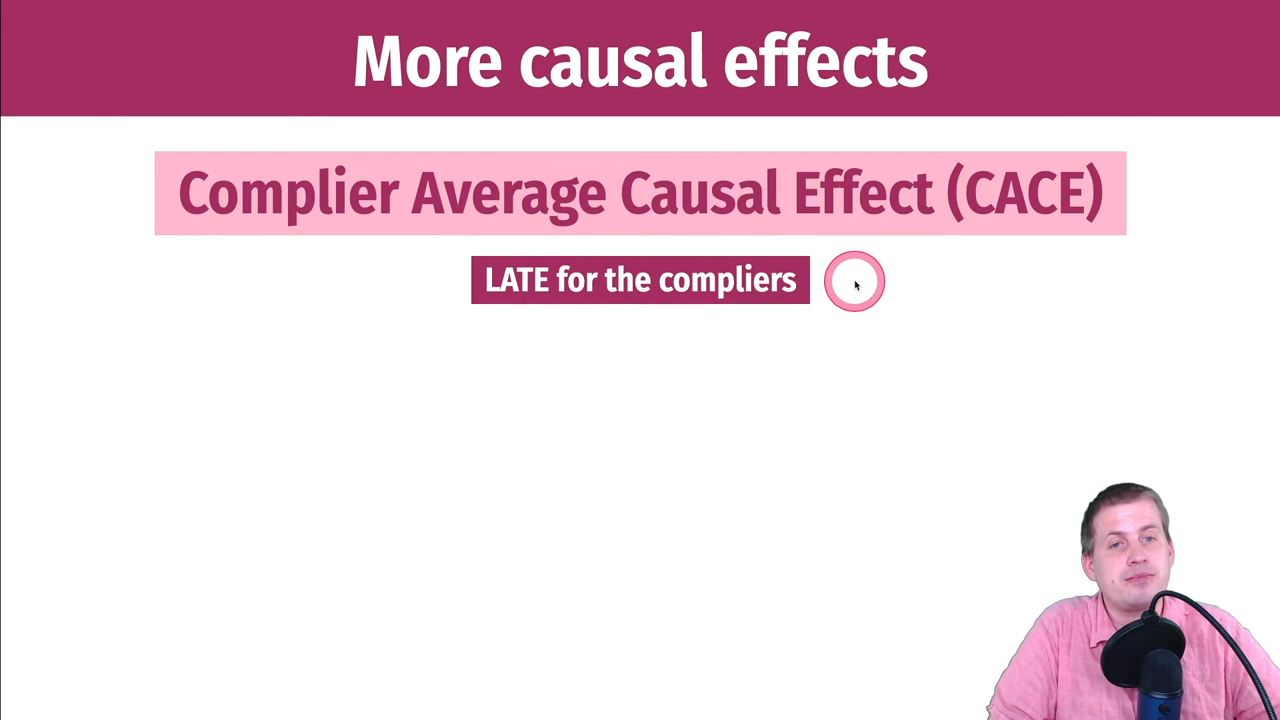 More causal effects
Complier Average Causal Effect (CACE)
LATE for the compliers